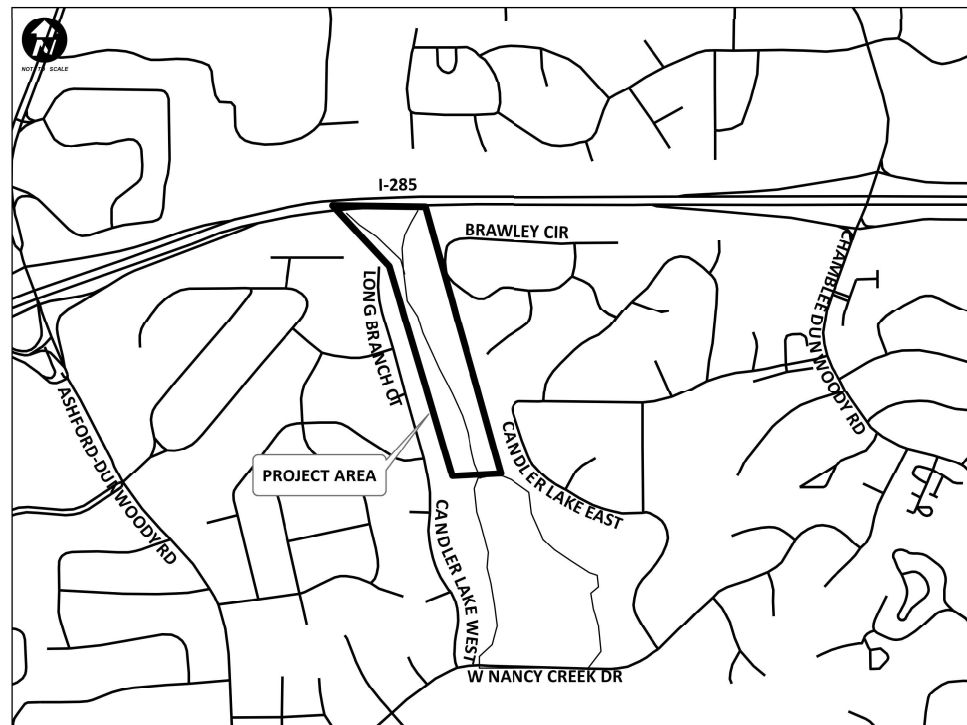 N
NOT TO SCALE
I-285
BRAWLEY CIR
CHAMBLEE DUNWOODY RD
LONG BRANCH CT
ASHFORD-DUNWOODY RD
PROJECT AREA
CANDLER LAKE EAST
CANDLER LAKE WEST
W NANCY CREEK DR